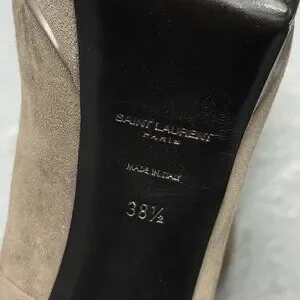 SAINT LAURENT
PARIS
MADE IN ITALY
38½